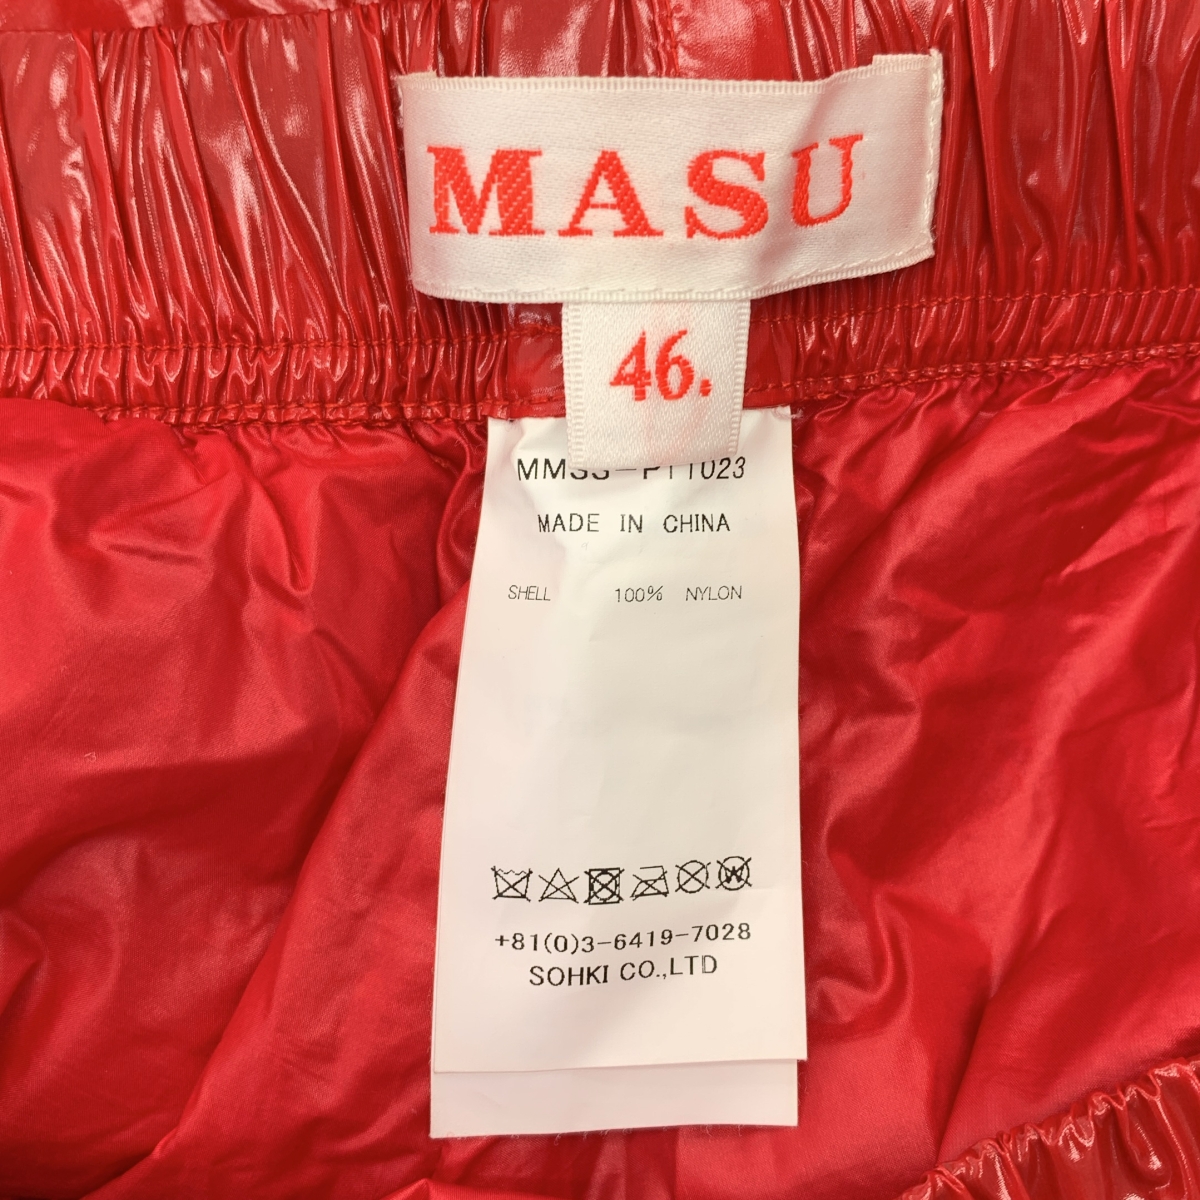 MASU
46.
MADE IN CHINA
SHELL 100% NYLON
+81(0)3-6419-7028
SOHKI CO.,LTD